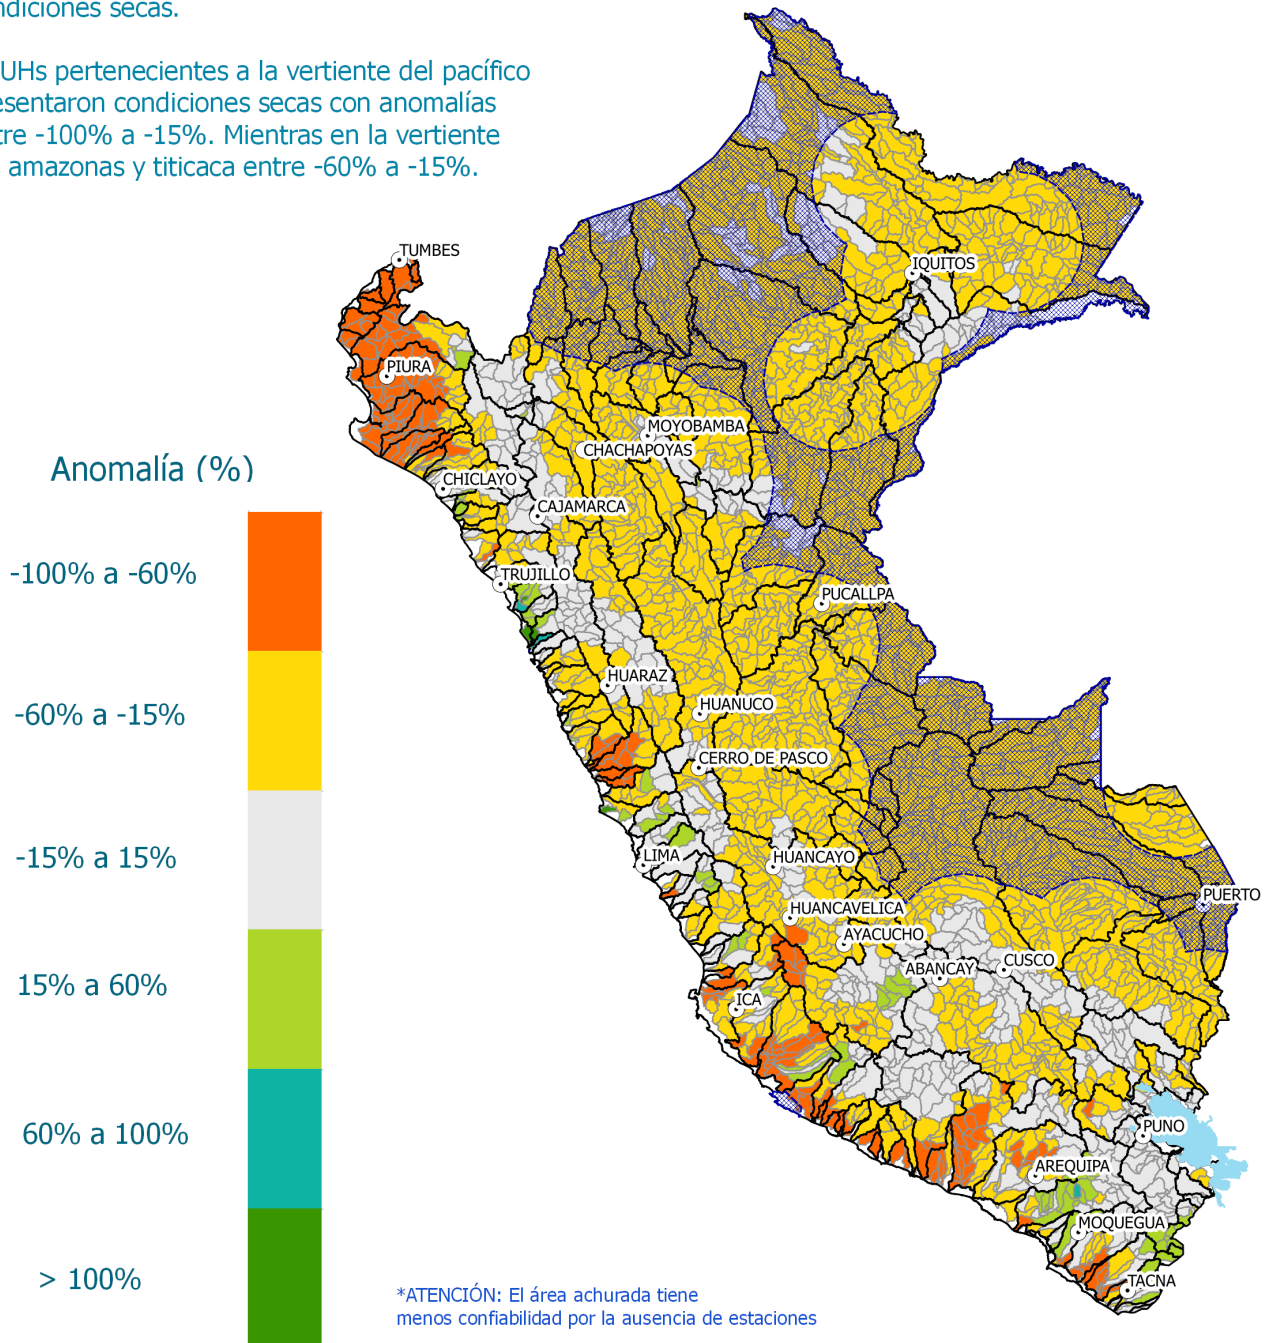 ndiciones secas.
UHs pertenecientes a la vertiente del pacífico
esentaron condiciones secas con anomalías
tre -100% a -15%. Mientras en la vertiente
amazonas y titicaca entre -60% a -15%.
TUMBES
IQUITOS
PIURA
MOYOBAMBA
CHACHAPOYAS
Anomalía (%)
CHICLAYO
CAJAMARCA
-100% a -60%
TRUJILLO
PUCALLPA
HUARAZ
HUANUCO
-60% a -15%
CERRO DE PASCO
-15% a 15%
LIMA
HUANCAYO
PUERTO
HUANCAVELICA
AYACUCHO
ABANCAY
CUSCO
15% a 60%
ICA
60% a 100%
PUNO
AREQUIPA
MOQUEGUA
> 100%
TACNA
*ATENCIÓN: El área achurada tiene
menos confiabilidad por la ausencia de estaciones